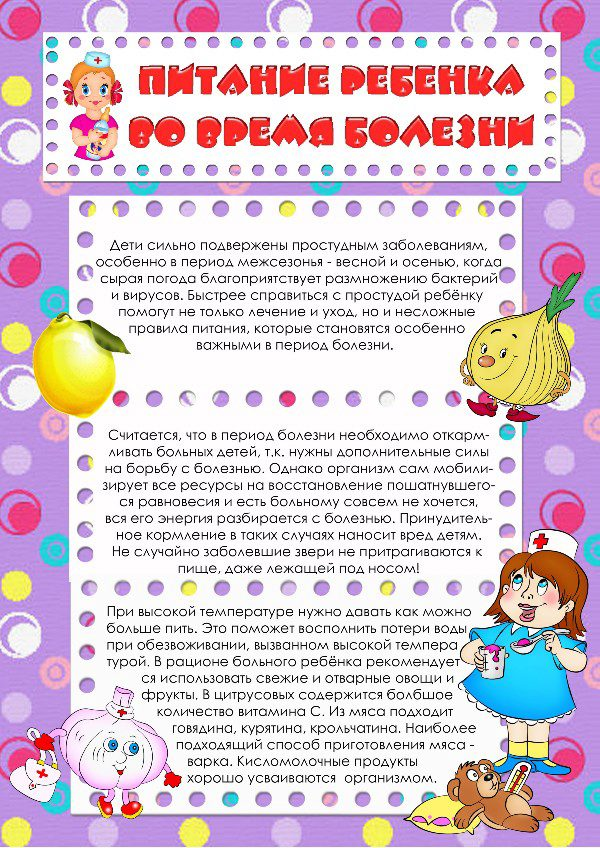 ПИТАНИЕ РЕБЕНКА
ВО ВРЕМЯ БОЛЕЗНИ
Дети сильно подвержены простудным заболеваниям,
особенно в период межсезонья - весной и осенью, когда
сырая погода благоприятствует размножению бактерий
и вирусов. Быстрее справиться с простудой ребёнку
помогут не только лечение и уход, но и несложные
правила питания, которые становятся особенно
важными в период болезни.
Считается, что в период болезни необходимо откарм-
ливать больных детей, т.к. нужны дополнительные силы
на борьбу с болезнью. Однако организм сам мобили-
зирует все ресурсы на восстановление пошатнувшего-
ся равновесия и есть больному совсем не хочется,
вся его энергия разбирается с болезнью. Принудитель-
ное кормление в таких случаях наносит вред детям.
Не случайно заболевшие звери не притрагиваются к
пище, даже лежащей под носом!
При высокой температуре нужно давать как можно
больше пить. Это поможет восполнить потери воды
при обезвоживании, вызванном высокой темпера
турой. В рационе больного ребёнка рекомендует
ся использовать свежие и отварные овощи и
фрукты. В цитрусовых содержится болбшое
количество витамина С. Из мяса подходит
говядина, курятина, крольчатина. Наиболее
подходящий способ приготовления мяса -
варка. Кисломолочные продукты
хорошо усваиваются организмом.